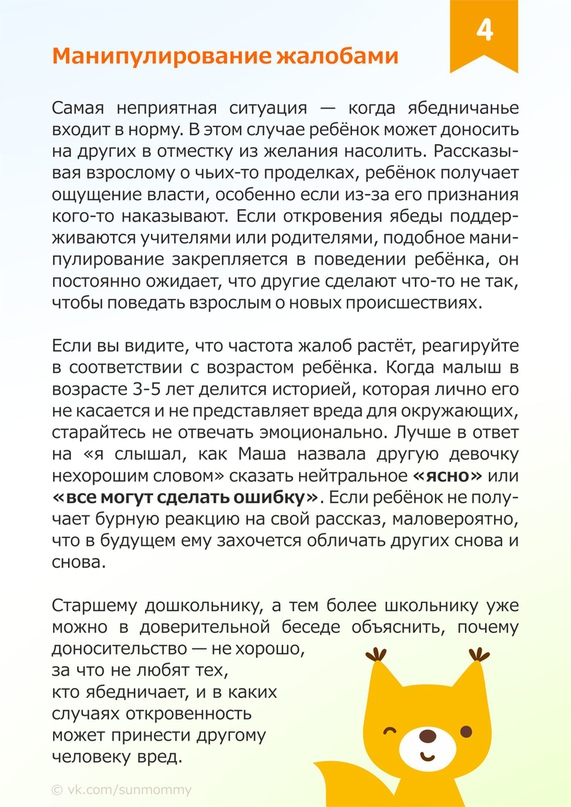 4
Манипулирование жалобами
Самая неприятная ситуация — когда ябедничанье
входит в норму. В этом случае ребёнок может доносить
на других в отместку из желания насолить. Рассказы-
вая взрослому о чьих-то проделках, ребёнок получает
ощущение власти, особенно если из-за его признания
кого-то наказывают. Если откровения ябеды поддер-
живаются учителями или родителями, подобное мани-
пулирование закрепляется в поведении ребёнка, он
постоянно ожидает, что другие сделают что-то не так,
чтобы поведать взрослым о новых происшествиях.
Если вы видите, что частота жалоб растёт, реагируйте
в соответствии с возрастом ребёнка. Когда малыш в
возрасте 3-5 лет делится историей, которая лично его
не касается и не представляет вреда для окружающих,
старайтесь не отвечать эмоционально. Лучше в ответ
на «я слышал, как Маша назвала другую девочку
нехорошим словом» сказать нейтральное «ясно» или
«все могут сделать ошибку». Если ребёнок не полу-
чает бурную реакцию на свой рассказ, маловероятно,
что в будущем ему захочется обличать других снова и
снова.
Старшему дошкольнику, а тем более школьнику уже
можно в доверительной беседе объяснить, почему
доносительство — не хорошо,
за что не любят тех,
кто ябедничает, и в каких
случаях откровенность
может принести другому
человеку вред.
© vk.com/sunmommy